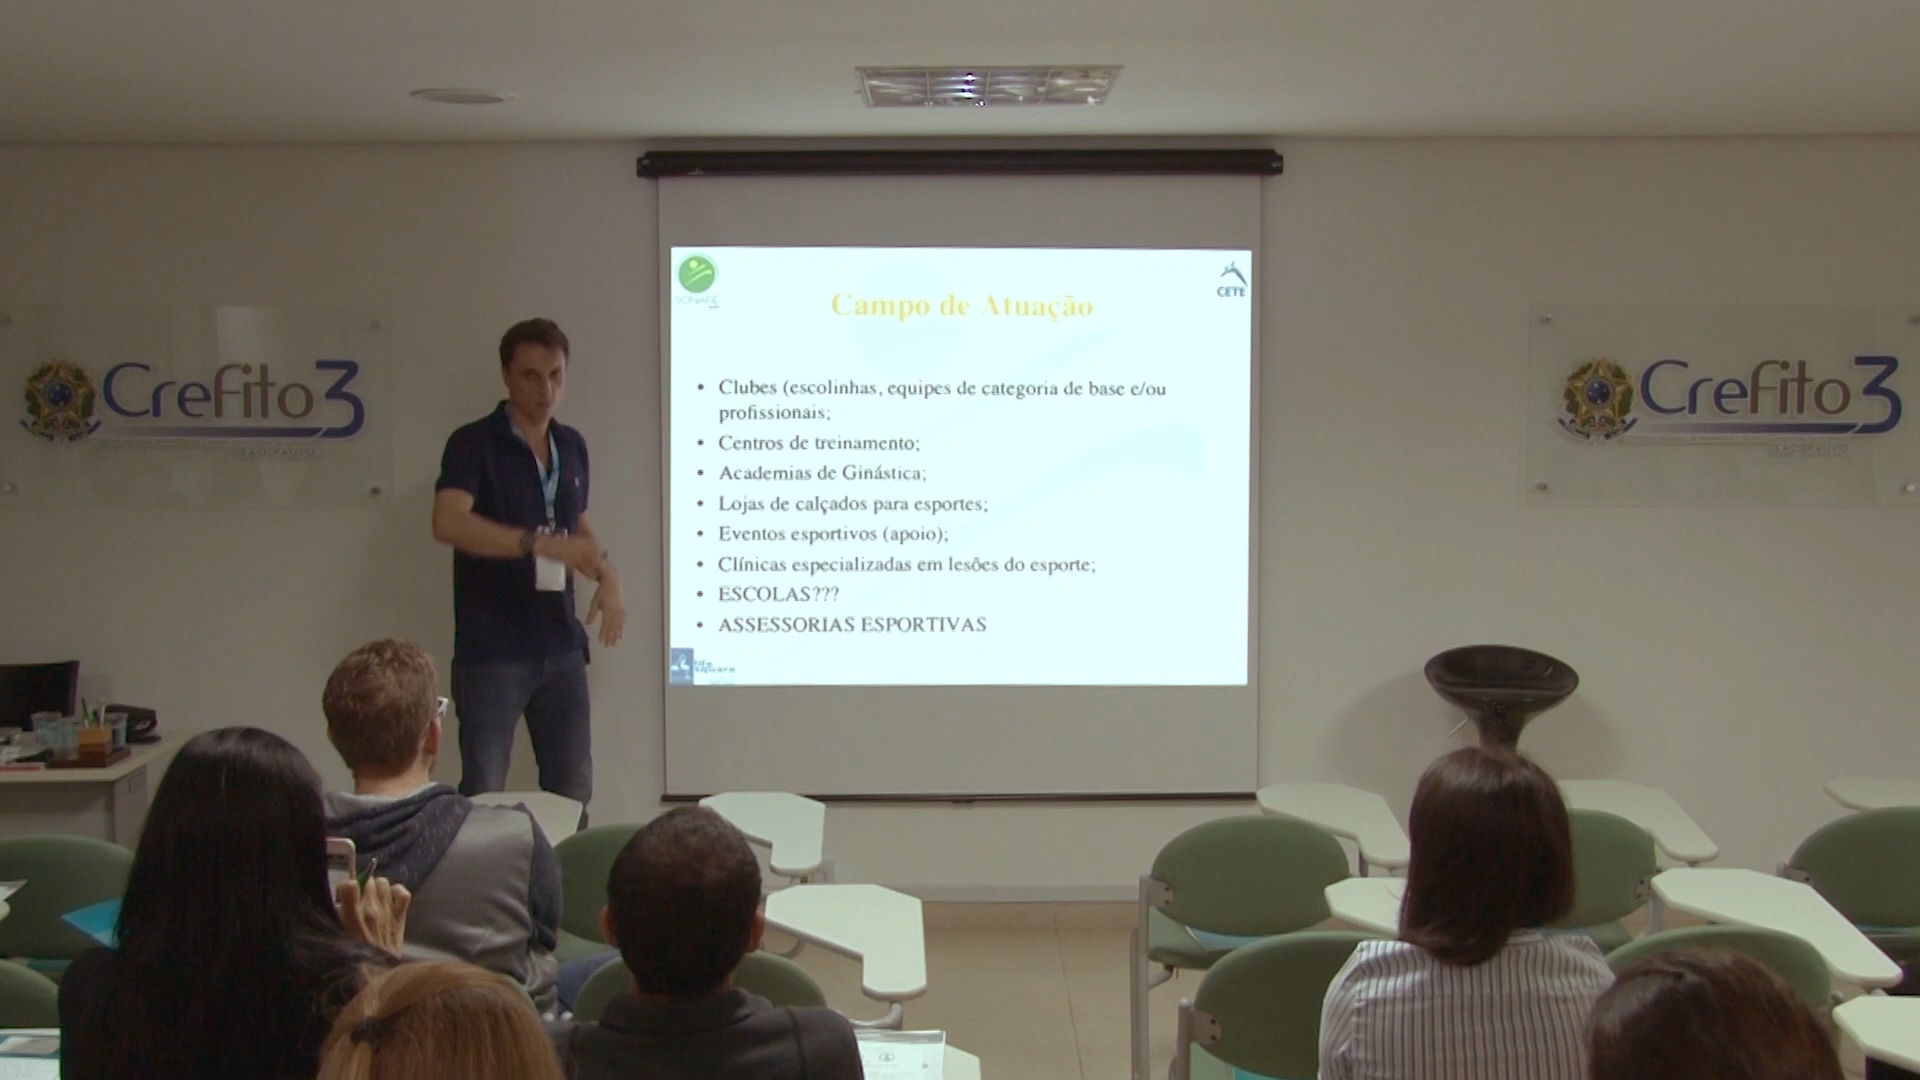 CETE
Campo de Atuação
CreFito3
CreFito3
• Clubes (escolinhas, equipes de categoria de base e/ou
profissionais;
• Centros de treinamento;
• Academias de Ginástica;
• Lojas de calçados para esportes;
• Eventos esportivos (apoio);
• Clínicas especializadas em lesões do esporte;
• ESCOLAS???
• ASSESSORIAS ESPORTIVAS